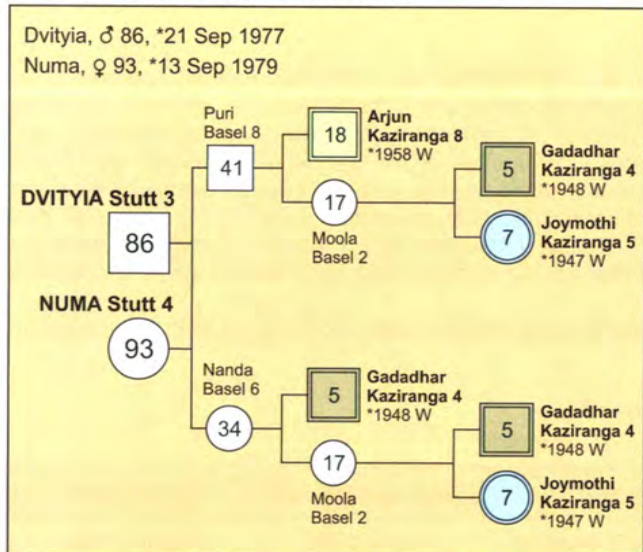 Dvityia, ♂ 86, *21 Sep 1977
Numa, ♀ 93, *13 Sep 1979
Puri
Basel 8
41
18
Arjun
Kaziranga 8
*1958 W
17
Moola
Basel 2
5
Gadadhar
Kaziranga 4
*1948 W
7
Joymothi
Kaziranga 5
*1947 W
DVITYIA Stutt 3
86
NUMA Stutt 4
93
Nanda
Basel 6
34
5
Gadadhar
Kaziranga 4
*1948 W
17
Moola
Basel 2
5
Gadadhar
Kaziranga 4
*1948 W
7
Joymothi
Kaziranga 5
*1947 W